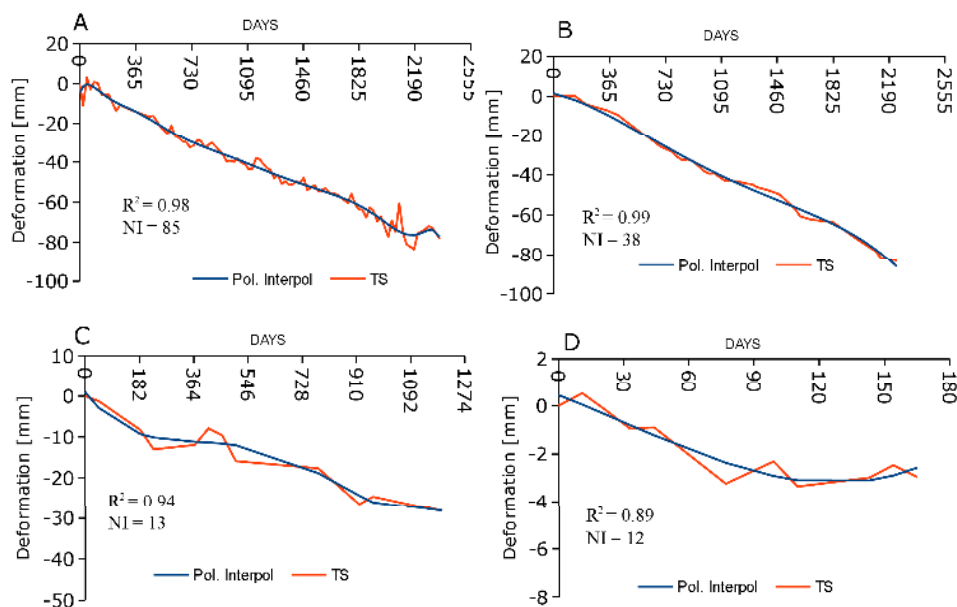 A
DAYS
20
0
-20
-40
-60
-80
-100
0
365
730
1095
1460
1825
2190
2555
Deformation [mm]
R² = 0.98
NI = 85
Pol. Interpol
TS
B
DAYS
20
0
-20
-40
-60
-80
-100
0
365
730
1095
1460
1825
2190
2555
Deformation [mm]
R² = 0.99
NI – 38
Pol. Interpol
TS
C
DAYS
10
0
-10
-20
-30
-50
0
182
364
546
728
910
1092
1274
Deformation [mm]
R² = 0.94
NI = 13
Pol. Interpol
TS
D
DAYS
2
0
-2
-4
-6
-8
0
30
60
90
120
150
180
Deformation [mm]
R² = 0.89
NI – 12
Pol. Interpol
TS